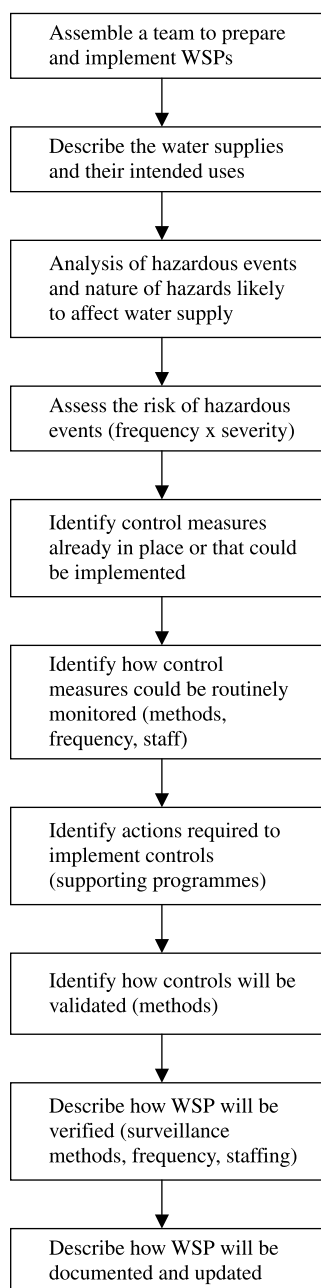 Assemble a team to prepare
and implement WSPs
Describe the water supplies
and their intended uses
Analysis of hazardous events
and nature of hazards likely
to affect water supply
Assess the risk of hazardous
events (frequency x severity)
Identify control measures
already in place or that could
be implemented
Identify how control
measures could be routinely
monitored (methods,
frequency, staff)
Identify actions required to
implement controls
(supporting programmes)
Identify how controls will be
validated (methods)
Describe how WSP will be
verified (surveillance
methods, frequency, staffing)
Describe how WSP will be
documented and updated